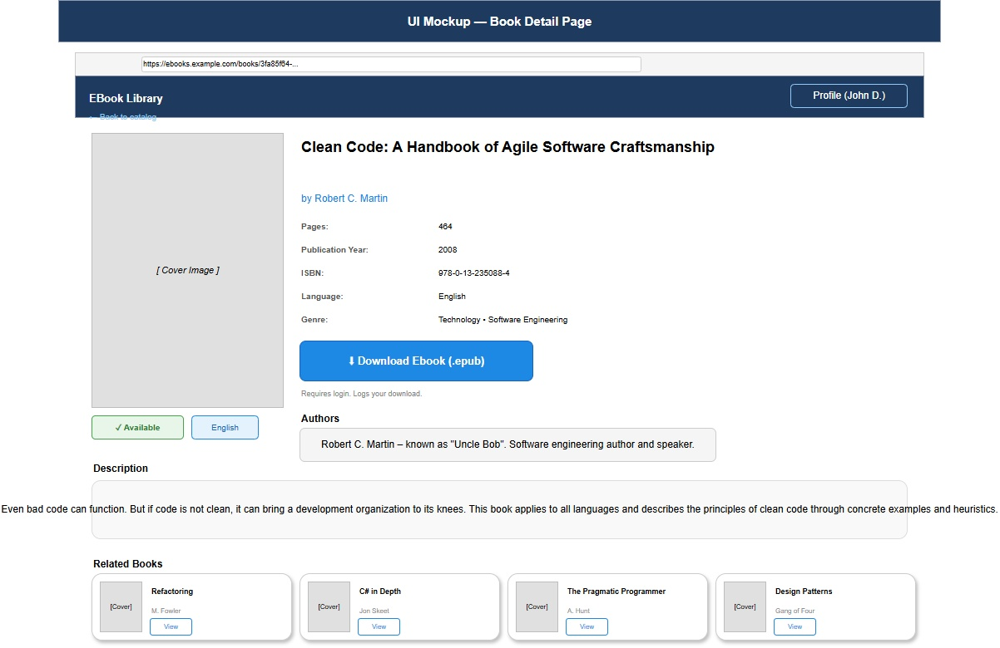 UI Mockup — Book Detail Page
https://ebooks.example.com/books/3fa85f64-...
EBook Library
Profile (John D.)
← Back to catalog
Clean Code: A Handbook of Agile Software Craftsmanship
by Robert C. Martin
Pages: 464
Publication Year: 2008
[ Cover Image ]
ISBN: 978-0-13-235088-4
Language: English
Genre: Technology • Software Engineering
⬇ Download Ebook (.epub)
Requires login. Logs your download.
✓ Available
English
Authors
Robert C. Martin – known as "Uncle Bob". Software engineering author and speaker.
Description
Even bad code can function. But if code is not clean, it can bring a development organization to its knees. This book applies to all languages and describes the principles of clean code through concrete examples and heuristics.
Related Books
[Cover]
Refactoring
M. Fowler
View
[Cover]
C# in Depth
Jon Skeet
View
[Cover]
The Pragmatic Programmer
A. Hunt
View
[Cover]
Design Patterns
Gang of Four
View